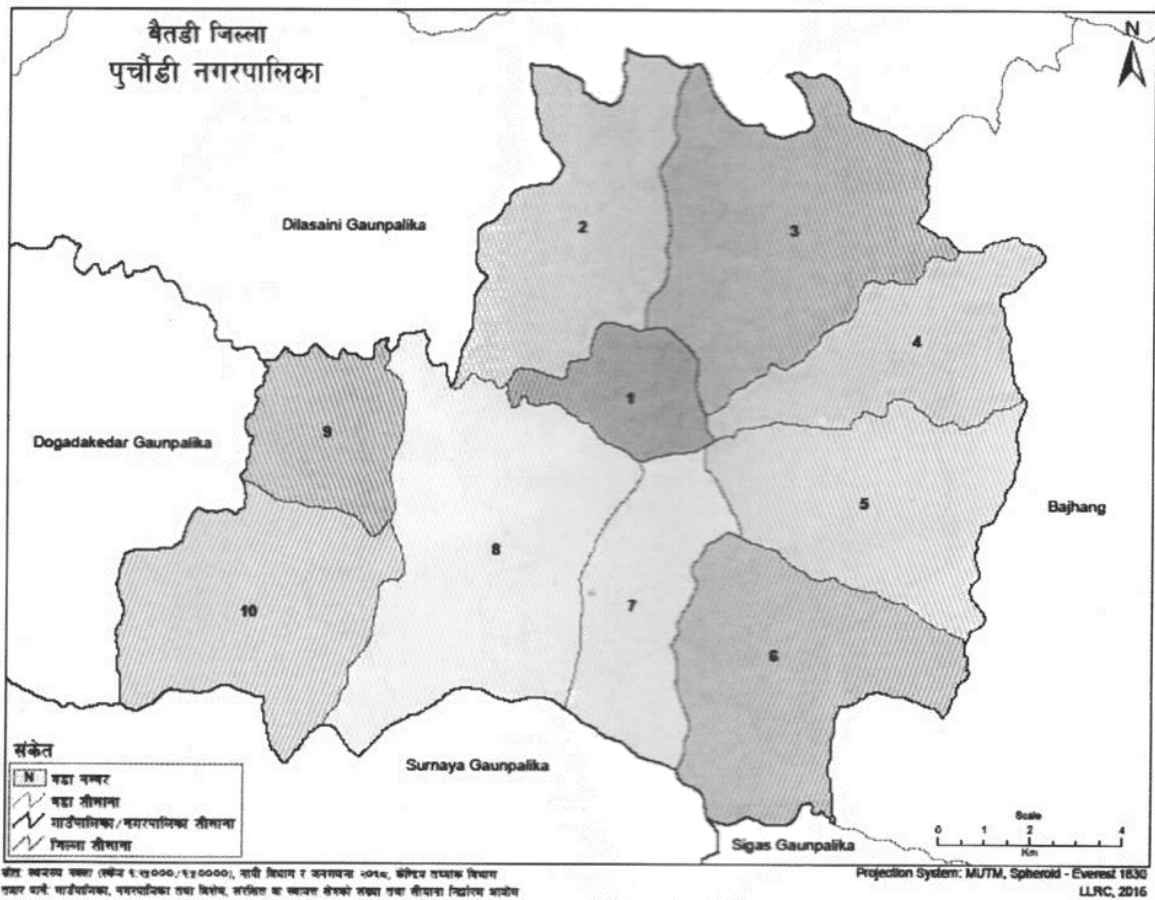 बैतडी जिल्ला
पुर्चौडी नगरपालिका
N
Dilasaini Gaunpalika
2
3
4
1
9
Dogadakedar Gaunpalika
5
Bajhang
8
10
7
6
Surnaya Gaunpalika
Sigas Gaunpalika
संकेत
N वडा नम्बर
वडा सीमाना
गाउँपालिका/नगरपालिका सीमाना
जिल्ला सीमाना
Scale
0 1 2 4
Km
Projection System: MUTM, Spheroid - Everest 1830
LLRC, 2016